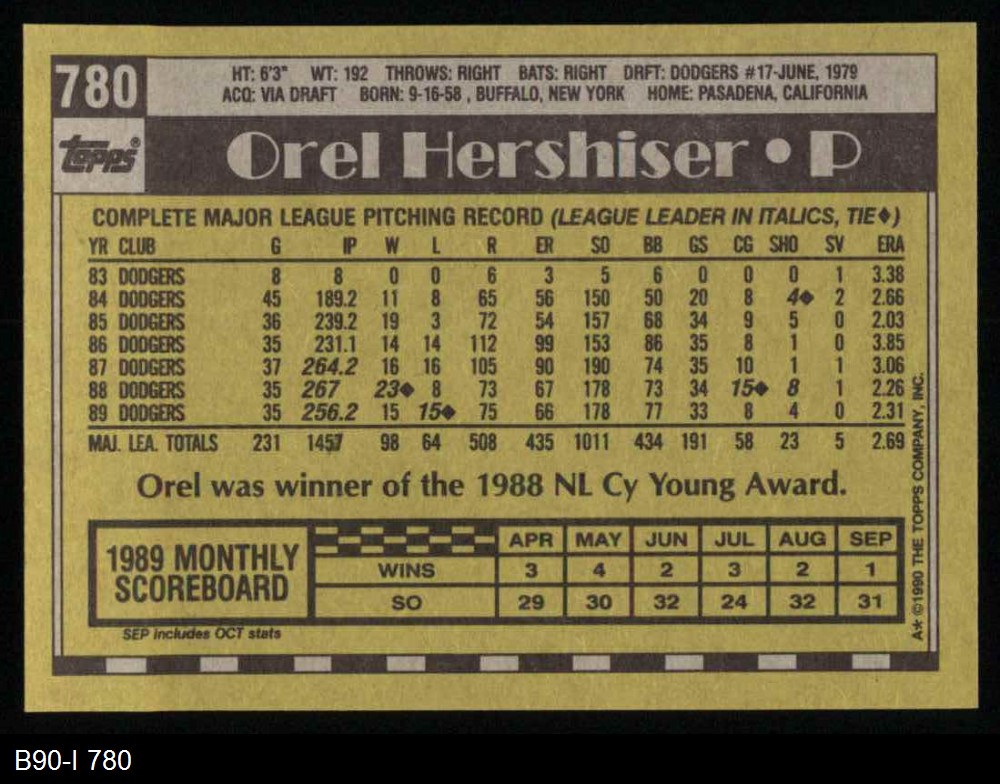 780
HT: 6'3" WT: 192 THROWS: RIGHT BATS: RIGHT DRFT: DODGERS #17-JUNE, 1979
ACQ: VIA DRAFT BORN: 9-16-58 , BUFFALO, NEW YORK HOME: PASADENA, CALIFORNIA
topps®
Orel Hershiser • P
COMPLETE MAJOR LEAGUE PITCHING RECORD (LEAGUE LEADER IN ITALICS, TIE♦)
YR CLUB G IP W L R ER SO BB GS CG SHO SV ERA
83 DODGERS 8 8 0 0 6 3 5 6 0 0 0 1 3.38
84 DODGERS 45 189.2 11 8 65 56 150 50 20 8 4♦ 2 2.66
85 DODGERS 36 239.2 19 3 72 54 157 68 34 9 5 0 2.03
86 DODGERS 35 231.1 14 14 112 99 153 86 35 8 1 0 3.85
87 DODGERS 37 264.2 16 16 105 90 190 74 35 10 1 1 3.06
88 DODGERS 35 267 23♦ 8 73 67 178 73 34 15♦ 8 1 2.26
89 DODGERS 35 256.2 15 15♦ 75 66 178 77 33 8 4 0 2.31
MAJ. LEA. TOTALS 231 1457 98 64 508 435 1011 434 191 58 23 5 2.69
Orel was winner of the 1988 NL Cy Young Award.
1989 MONTHLY
SCOREBOARD
APR MAY JUN JUL AUG SEP
WINS 3 4 2 3 2 1
SO 29 30 32 24 32 31
SEP includes OCT stats
A* ©1990 THE TOPPS COMPANY, INC.
B90-I 780